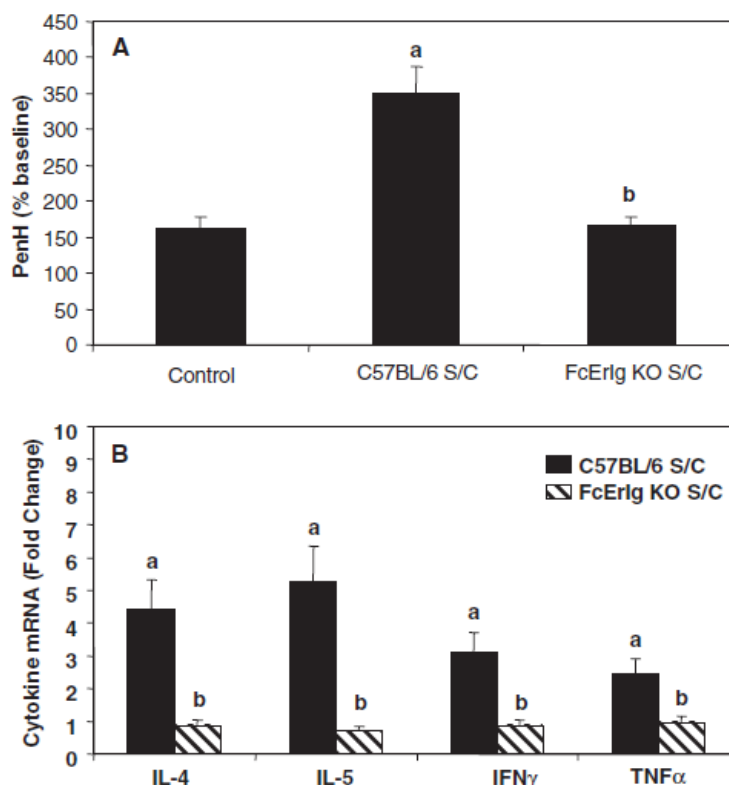 A
PenH (% baseline)
450
400
350
300
250
200
150
100
50
0
a
b
Control
C57BL/6 S/C
FcErIg KO S/C
B
Cytokine mRNA (Fold Change)
10
9
8
7
6
5
4
3
2
1
0
C57BL/6 S/C
FcErIg KO S/C
a
b
a
b
a
b
a
b
IL-4
IL-5
IFNγ
TNFα